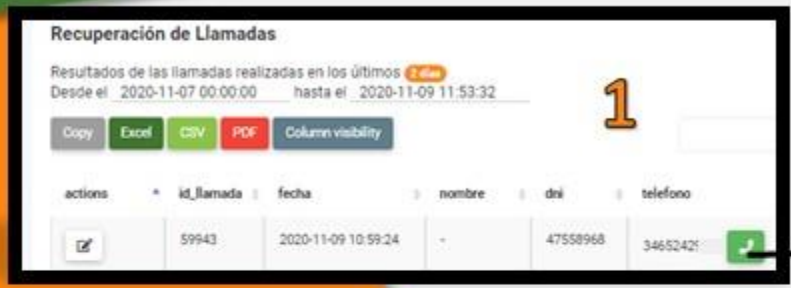 Recuperación de Llamadas
Resultados de las llamadas realizadas en los últimos 2 días
Desde el 2020-11-07 00:00:00 hasta el 2020-11-09 11:53:32
1
Copy Excel CSV PDF Column visibility
actions id_llamada fecha nombre dni telefono
59943 2020-11-09 10:59:24 - 47558968 3465242